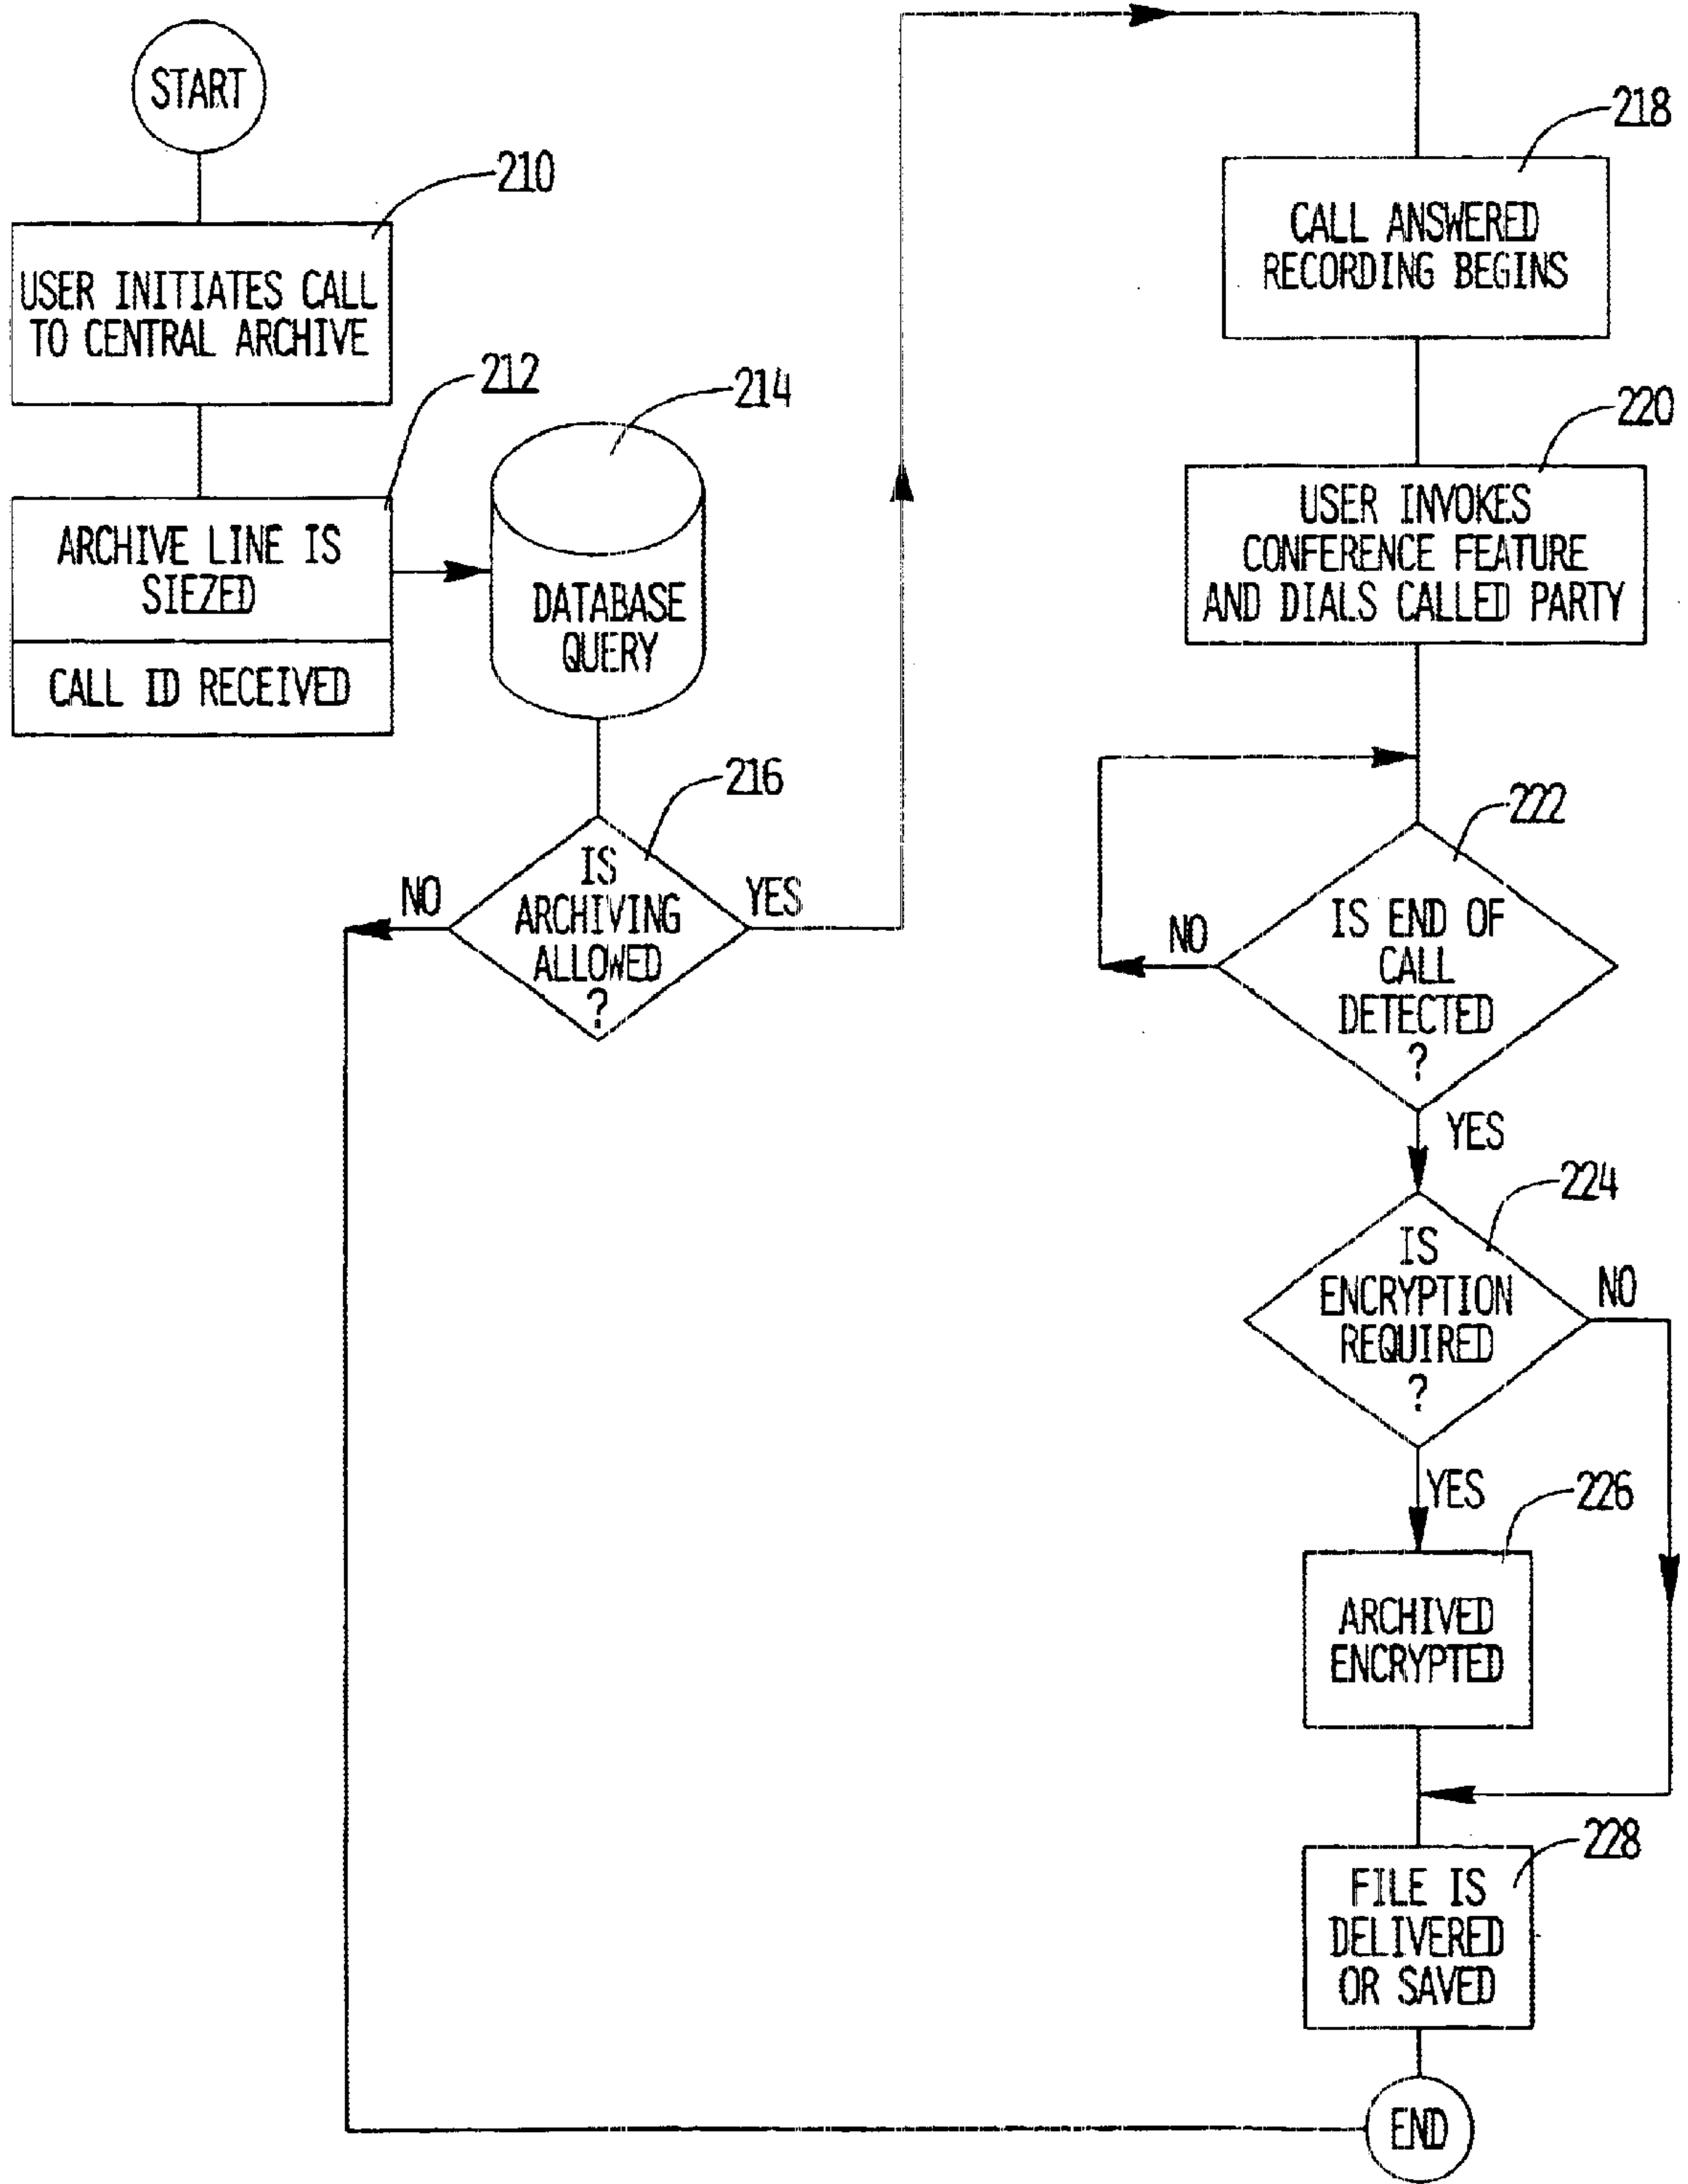 START
210
USER INITIATES CALL
TO CENTRAL ARCHIVE
212
ARCHIVE LINE IS
SIEZED
CALL ID RECEIVED
214
DATABASE
QUERY
216
IS
ARCHIVING
ALLOWED
?
NO
YES
218
CALL ANSWERED
RECORDING BEGINS
220
USER INVOKES
CONFERENCE FEATURE
AND DIALS CALLED PARTY
222
IS END OF
CALL
DETECTED
?
NO
YES
224
IS
ENCRYPTION
REQUIRED
?
NO
YES
226
ARCHIVED
ENCRYPTED
228
FILE IS
DELIVERED
OR SAVED
END